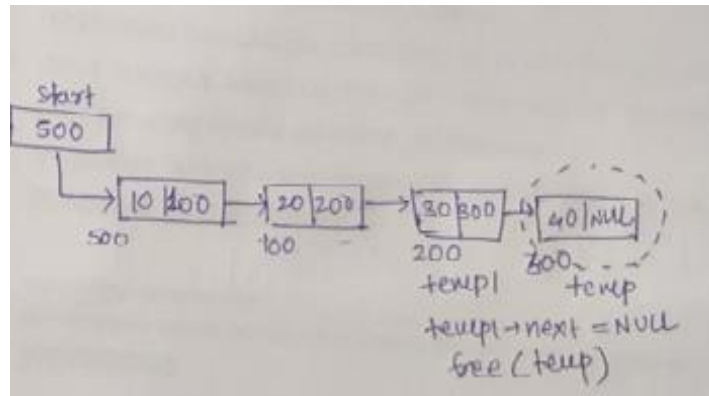 start
500
10 100 20 200 30 300 40 NULL
500 100 200 300
temp1 temp
temp1→next = NULL
free (temp)